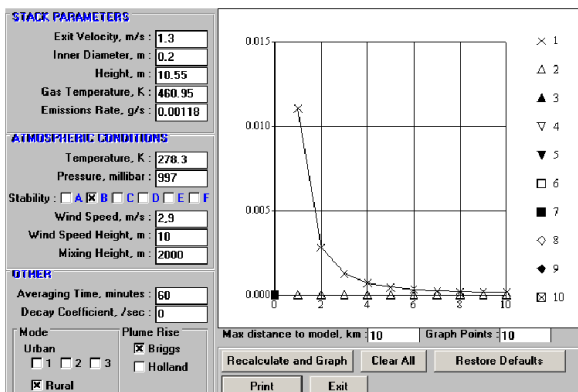 STACK PARAMETERS
Exit Velocity, m/s : 1.3
Inner Diameter, m : 0.2
Height, m : 10.55
Gas Temperature, K : 460.95
Emissions Rate, g/s : 0.00118
ATMOSPHERIC CONDITIONS
Temperature, K : 278.3
Pressure, millibar : 997
Stability : A B C D E F
Wind Speed, m/s : 2,9
Wind Speed Height, m : 10
Mixing Height, m : 2000
OTHER
Averaging Time, minutes : 60
Decay Coefficient, /sec : 0
Mode
Urban
1 2 3
Rural
Plume Rise
Briggs
Holland
0.015
0.010
0.005
0.000
0 2 4 6 8 10
1
2
3
4
5
6
7
8
9
10
Max distance to model, km : 10 Graph Points : 10
Recalculate and Graph Clear All Restore Defaults
Print Exit